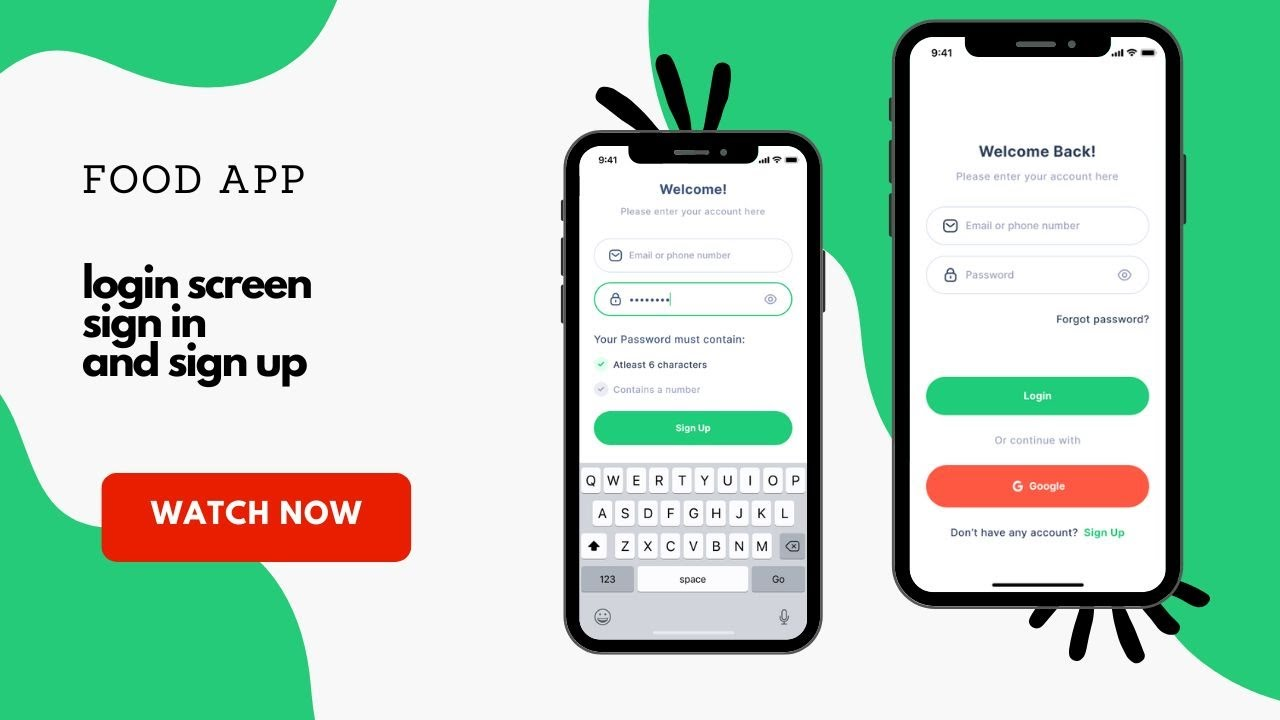 FOOD APP
login screen
sign in
and sign up
WATCH NOW
9:41
Welcome!
Please enter your account here
Email or phone number
••••••••
Your Password must contain:
Atleast 6 characters
Contains a number
Sign Up
Q W E R T Y U I O P
A S D F G H J K L
Z X C V B N M
123 space Go
9:41
Welcome Back!
Please enter your account here
Email or phone number
Password
Forgot password?
Login
Or continue with
G Google
Don't have any account? Sign Up